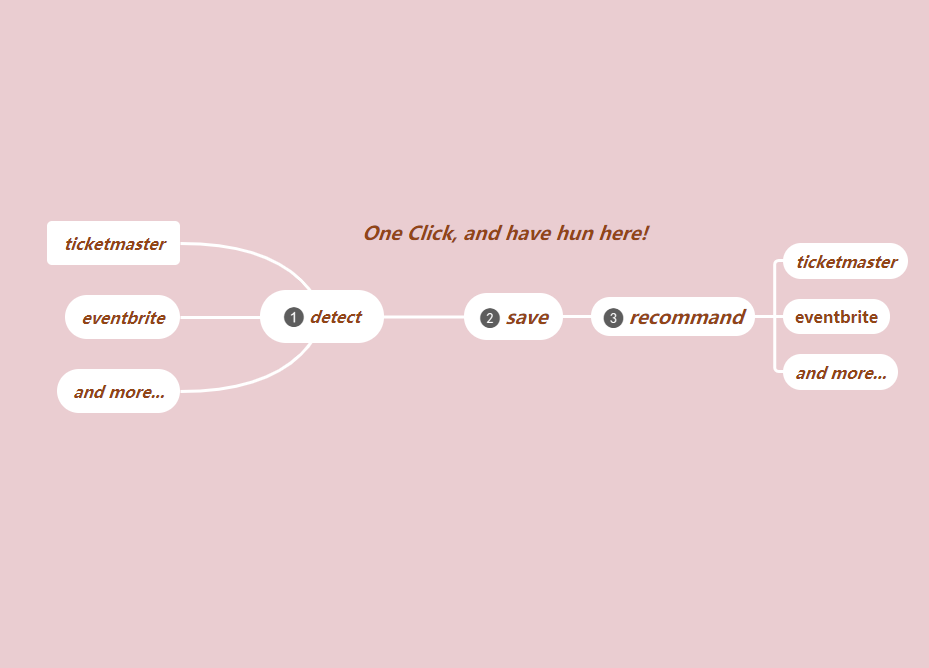 One Click, and have hun here!
ticketmaster
eventbrite
and more...
1 detect
2 save
3 recommand
ticketmaster
eventbrite
and more...